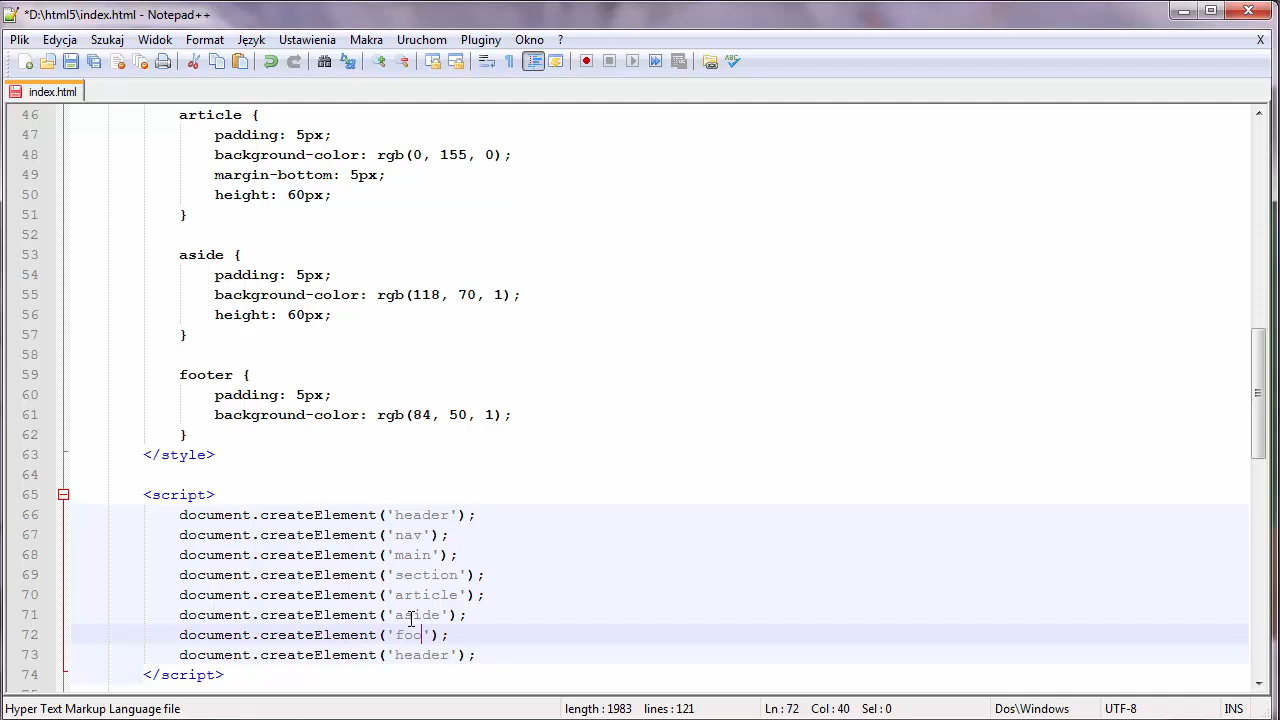 *D:\html5\index.html - Notepad++
Plik Edycja Szukaj Widok Format Język Ustawienia Makra Uruchom Pluginy Okno ? X
index.html
46 article {
47 padding: 5px;
48 background-color: rgb(0, 155, 0);
49 margin-bottom: 5px;
50 height: 60px;
51 }
52
53 aside {
54 padding: 5px;
55 background-color: rgb(118, 70, 1);
56 height: 60px;
57 }
58
59 footer {
60 padding: 5px;
61 background-color: rgb(84, 50, 1);
62 }
63 </style>
64
65 <script>
66 document.createElement('header');
67 document.createElement('nav');
68 document.createElement('main');
69 document.createElement('section');
70 document.createElement('article');
71 document.createElement('aside');
72 document.createElement('foo');
73 document.createElement('header');
74 </script>
Hyper Text Markup Language file length : 1983 lines : 121 Ln : 72 Col : 40 Sel : 0 Dos\Windows UTF-8 INS